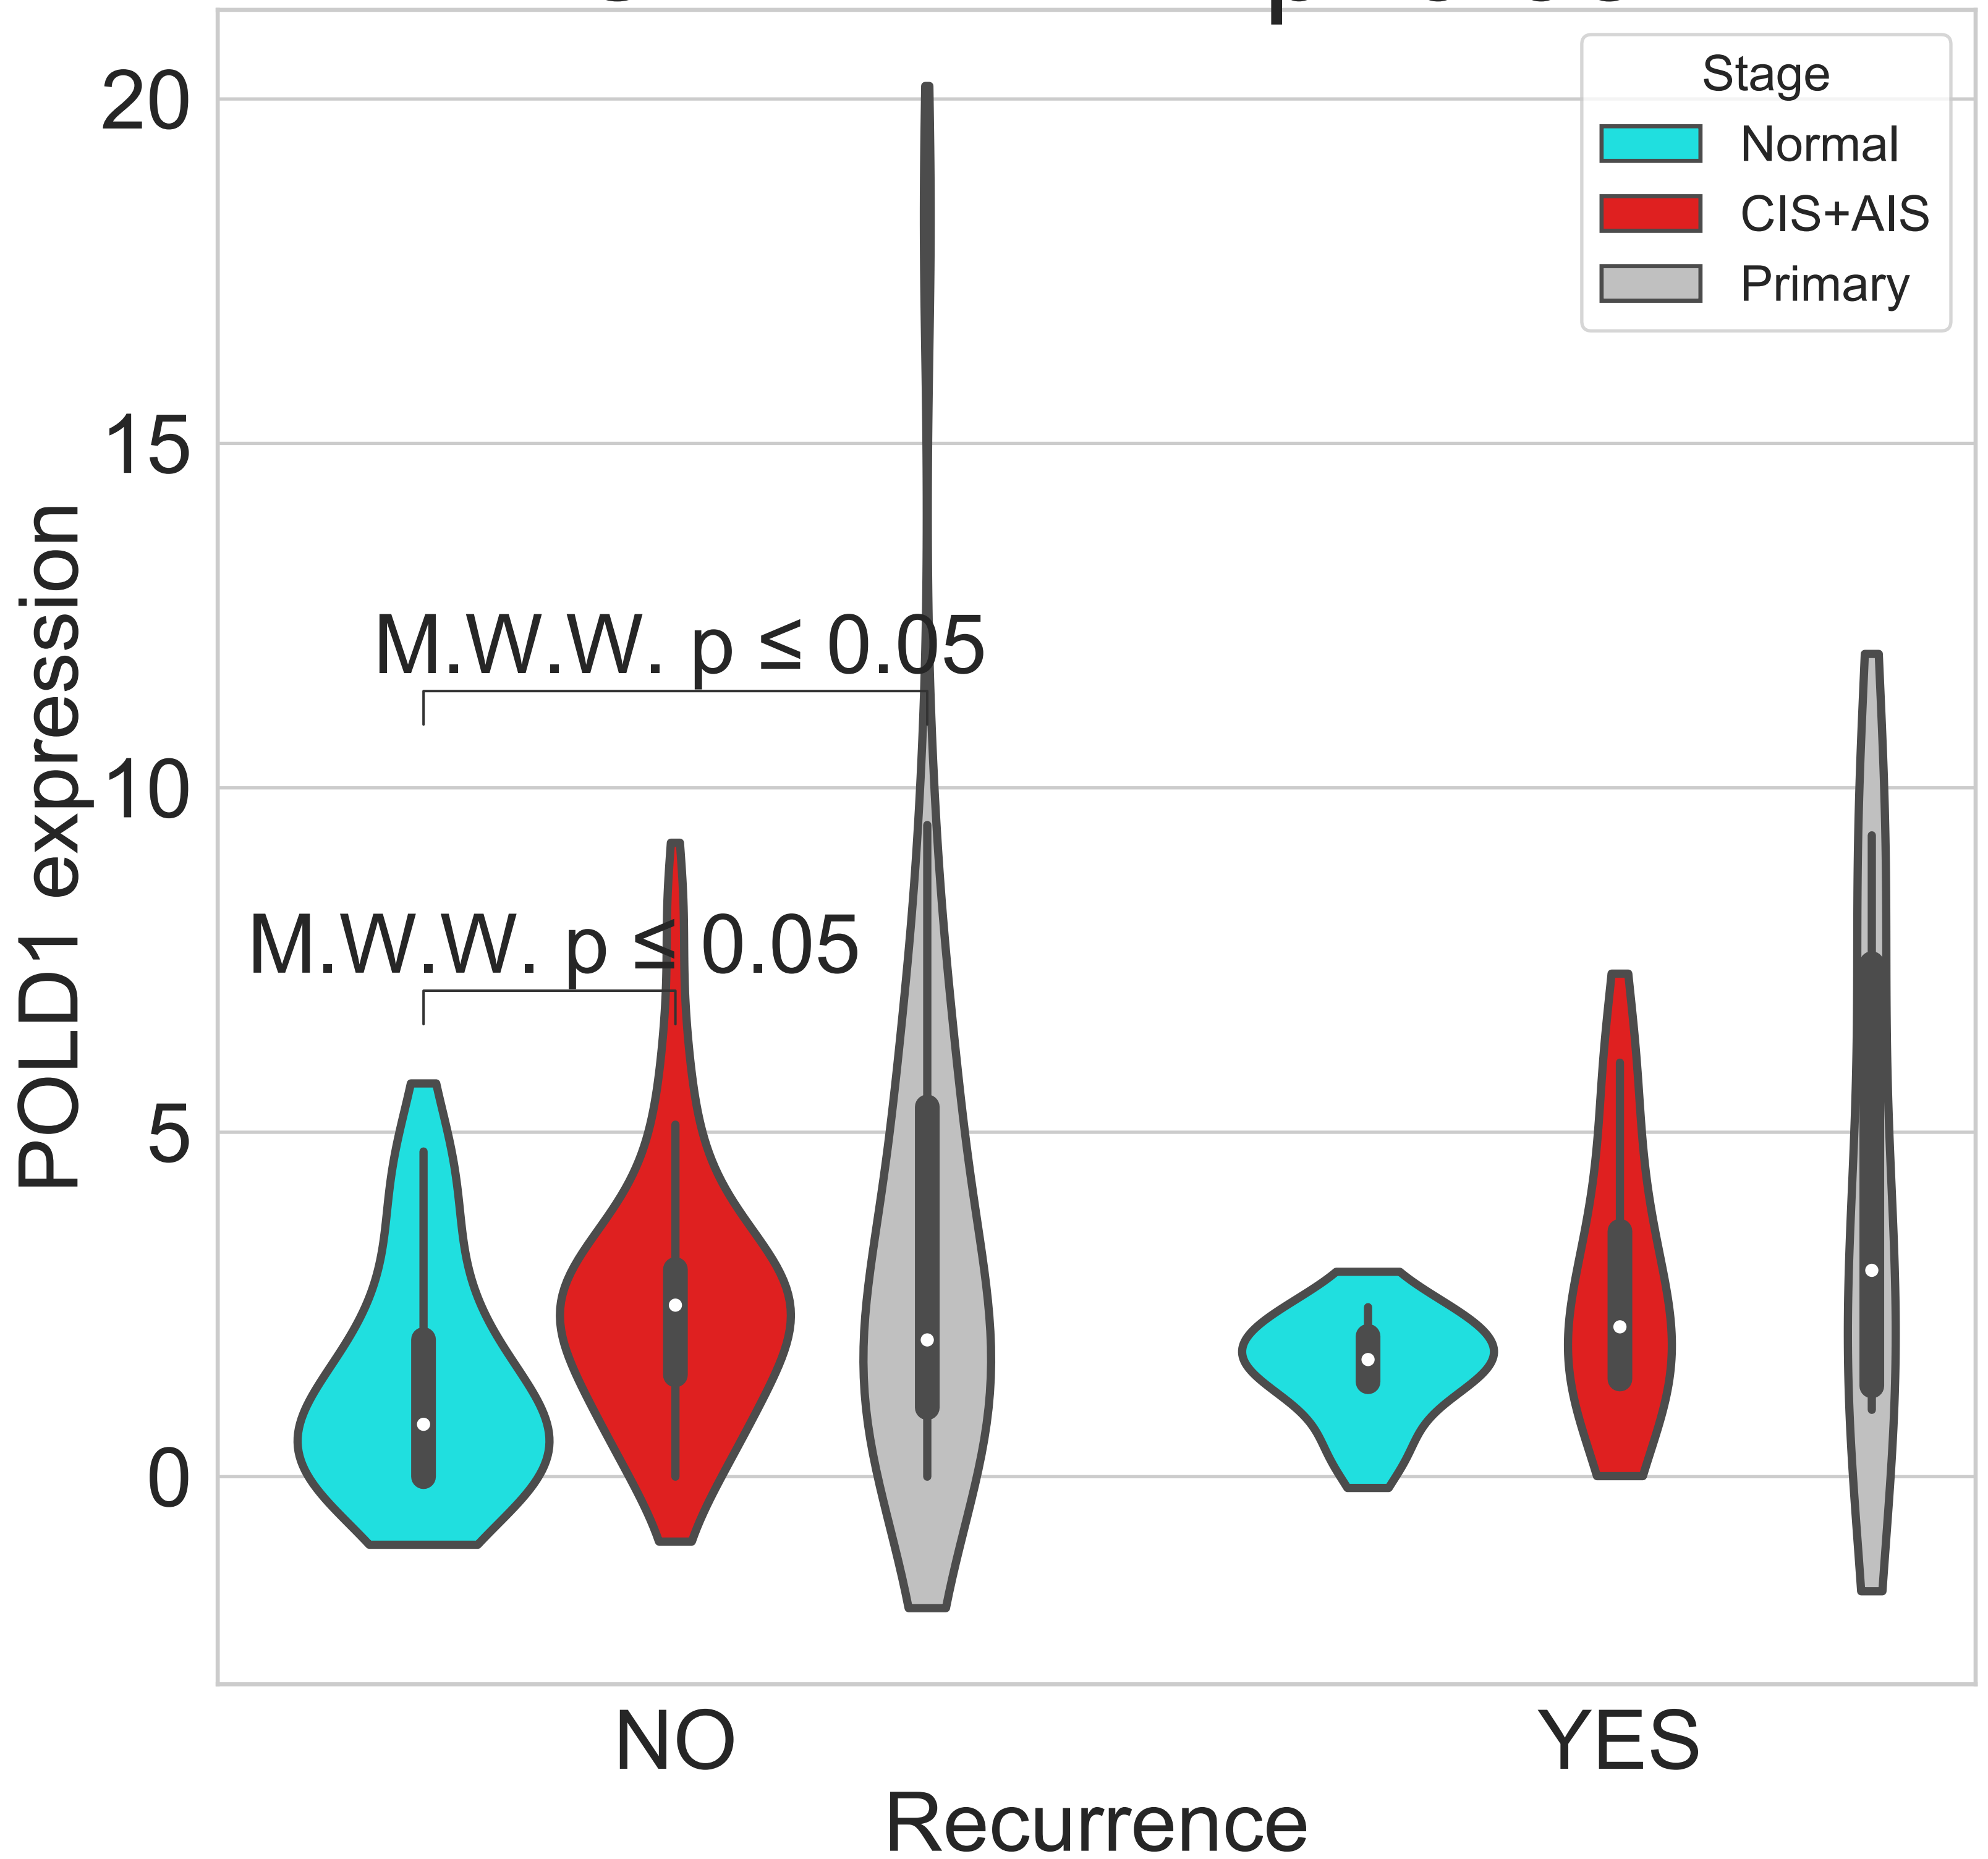 Stage
Normal
CIS+AIS
Primary
20
15
10
5
0
POLD1 expression
M.W.W. p ≤ 0.05
M.W.W. p ≤ 0.05
NO
YES
Recurrence